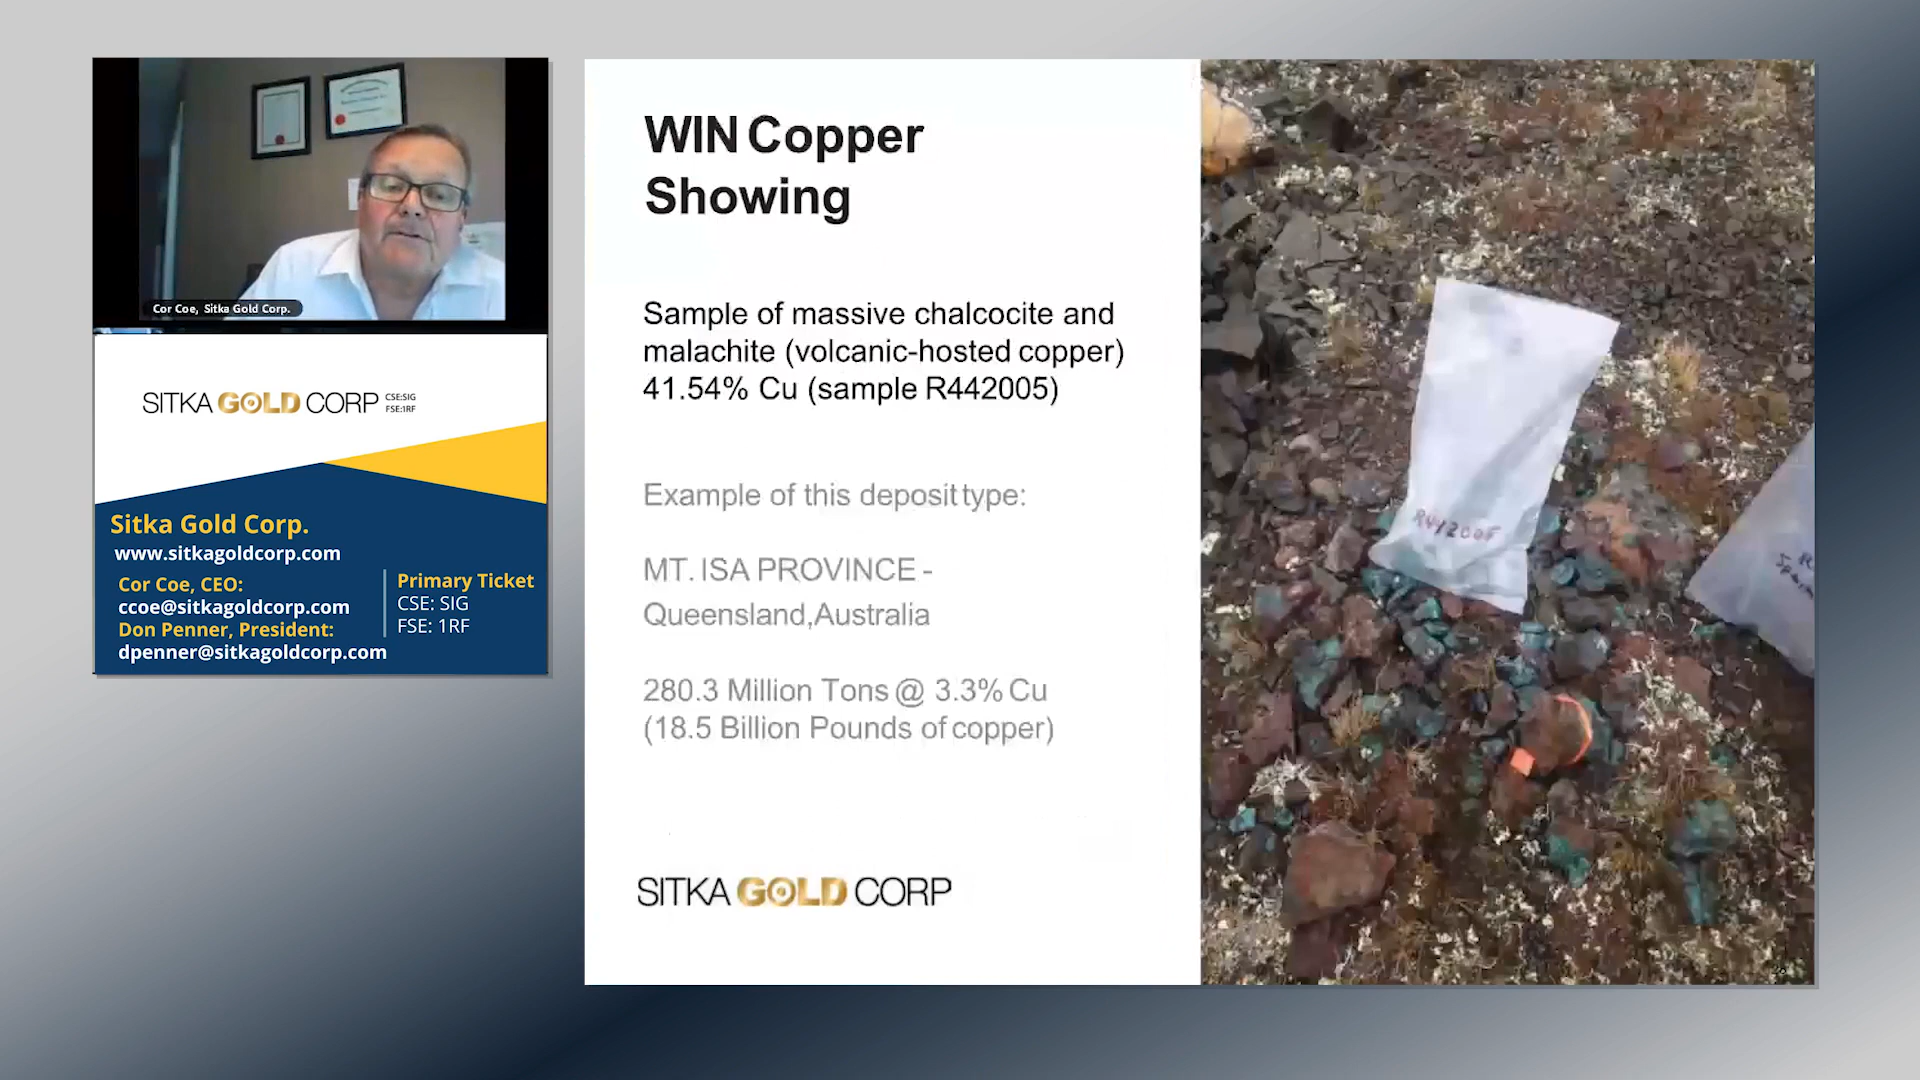 Cor Coe, Sitka Gold Corp.
SITKA GOLD CORP CSE:SIG
FSE:1RF
Sitka Gold Corp.
www.sitkagoldcorp.com
Cor Coe, CEO:
ccoe@sitkagoldcorp.com
Don Penner, President:
dpenner@sitkagoldcorp.com
Primary Ticket
CSE: SIG
FSE: 1RF
WIN Copper
Showing
Sample of massive chalcocite and
malachite (volcanic-hosted copper)
41.54% Cu (sample R442005)
Example of this deposit type:
MT. ISA PROVINCE -
Queensland,Australia
280.3 Million Tons @ 3.3% Cu
(18.5 Billion Pounds of copper)
SITKA GOLD CORP